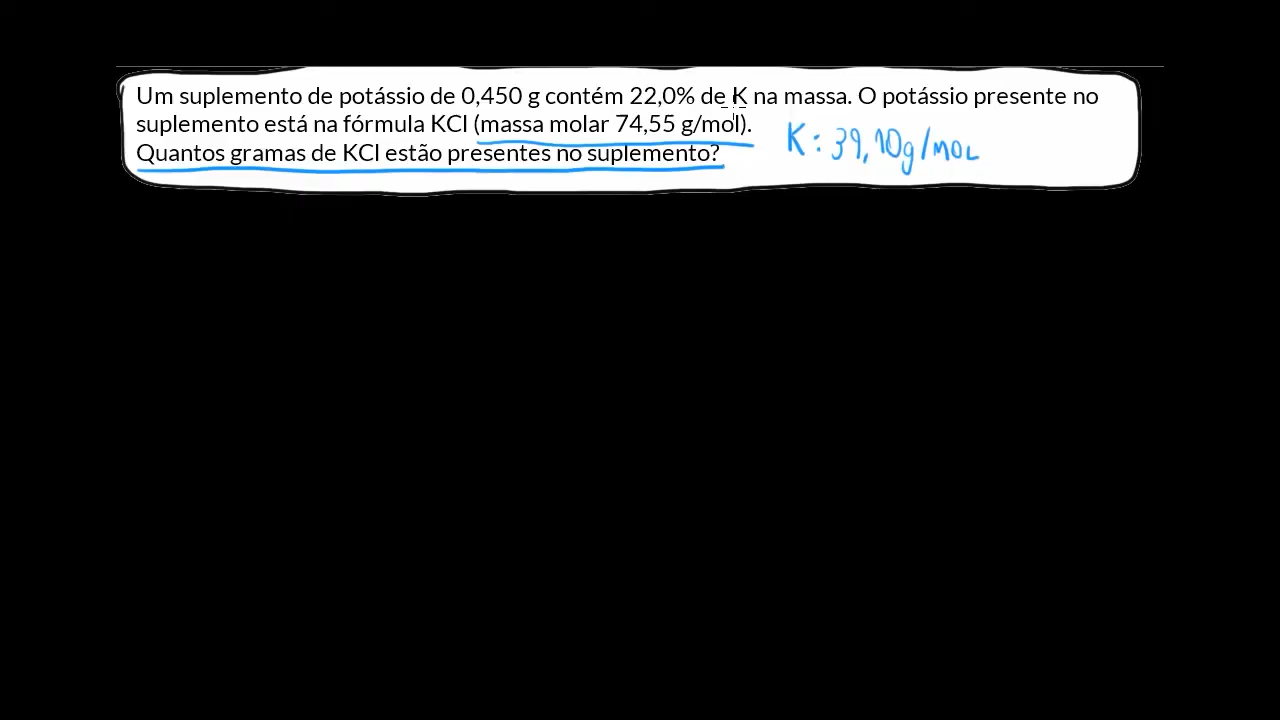 Um suplemento de potássio de 0,450 g contém 22,0% de K na massa. O potássio presente no
suplemento está na fórmula KCl (massa molar 74,55 g/mol).
Quantos gramas de KCl estão presentes no suplemento?
K: 39,10g/mol